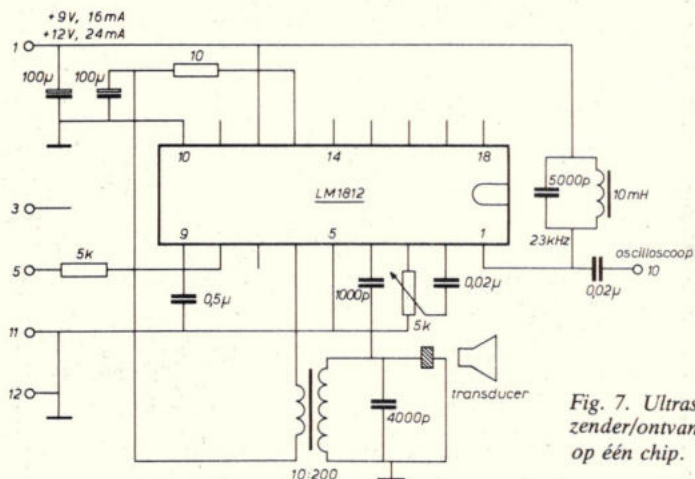 +9V, 16mA
+12V, 24mA
1
100µ
100µ
10
10
14
18
LM1812
5000p
10mH
23kHz
oscilloscoop
10
0,02µ
3
5
5k
9
5
1
0,5µ
1000p
5k
0,02µ
11
12
4000p
transducer
10:200
Fig. 7. Ultras
zender/ontvan
op één chip.